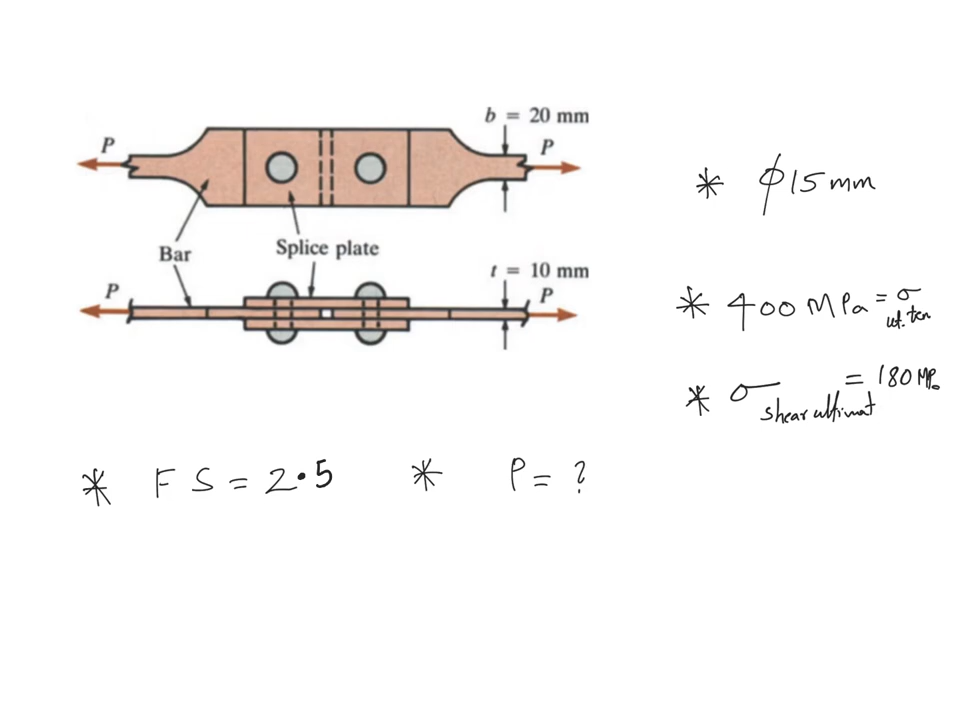 b = 20 mm
P
P
* ϕ15 mm
Bar
Splice plate
t = 10 mm
P
P
* 400 MPa = σ ut. ten
* σ shear ultimat = 180 MPa
* FS = 2.5 * P = ?